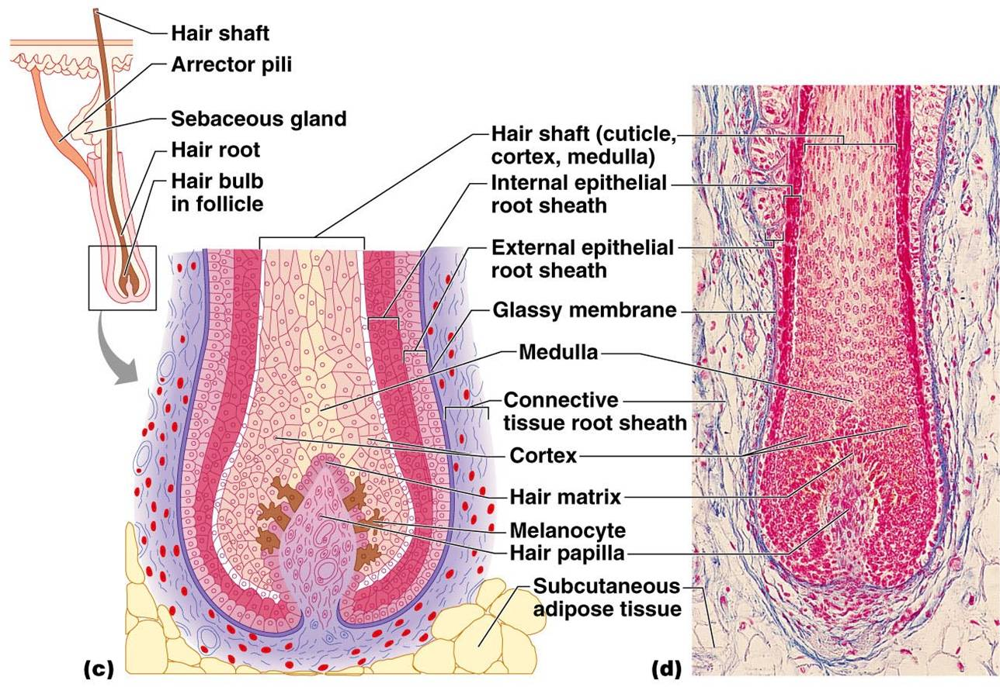 Hair shaft
Arrector pili
Sebaceous gland
Hair root
Hair bulb
in follicle
Hair shaft (cuticle,
cortex, medulla)
Internal epithelial
root sheath
External epithelial
root sheath
Glassy membrane
Medulla
Connective
tissue root sheath
Cortex
Hair matrix
Melanocyte
Hair papilla
Subcutaneous
adipose tissue
(c)
(d)